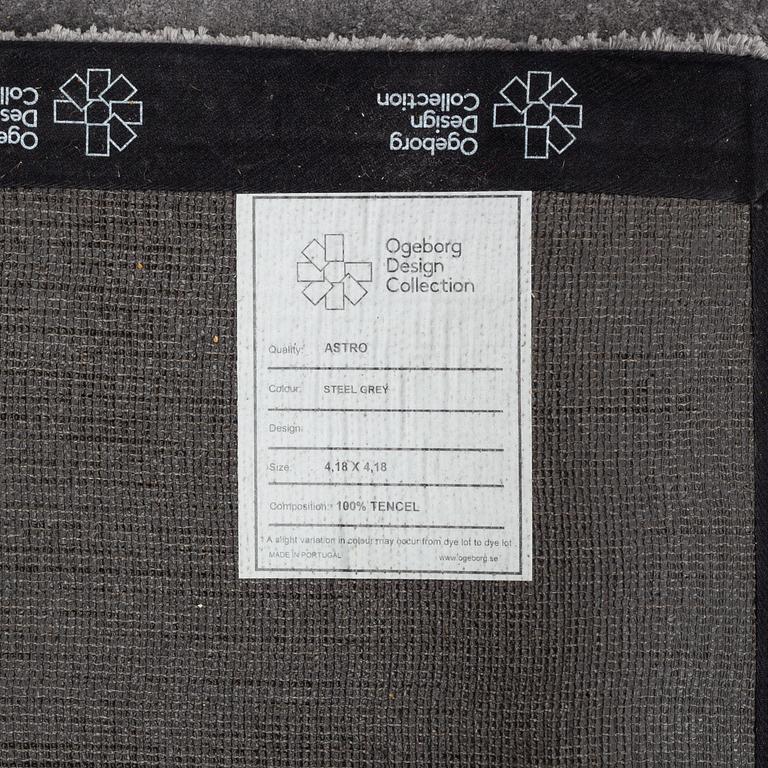 Ogeborg
Design
Collection
Ogeborg
Design
Coll
Ogeborg
Design
Collection
Quality: ASTRO
Colour: STEEL GREY
Design:
Size: 4,18 X 4,18
Composition: 100% TENCEL
* A slight variation in colour may occur from dye lot to dye lot.
MADE IN PORTUGAL www.ogeborg.se